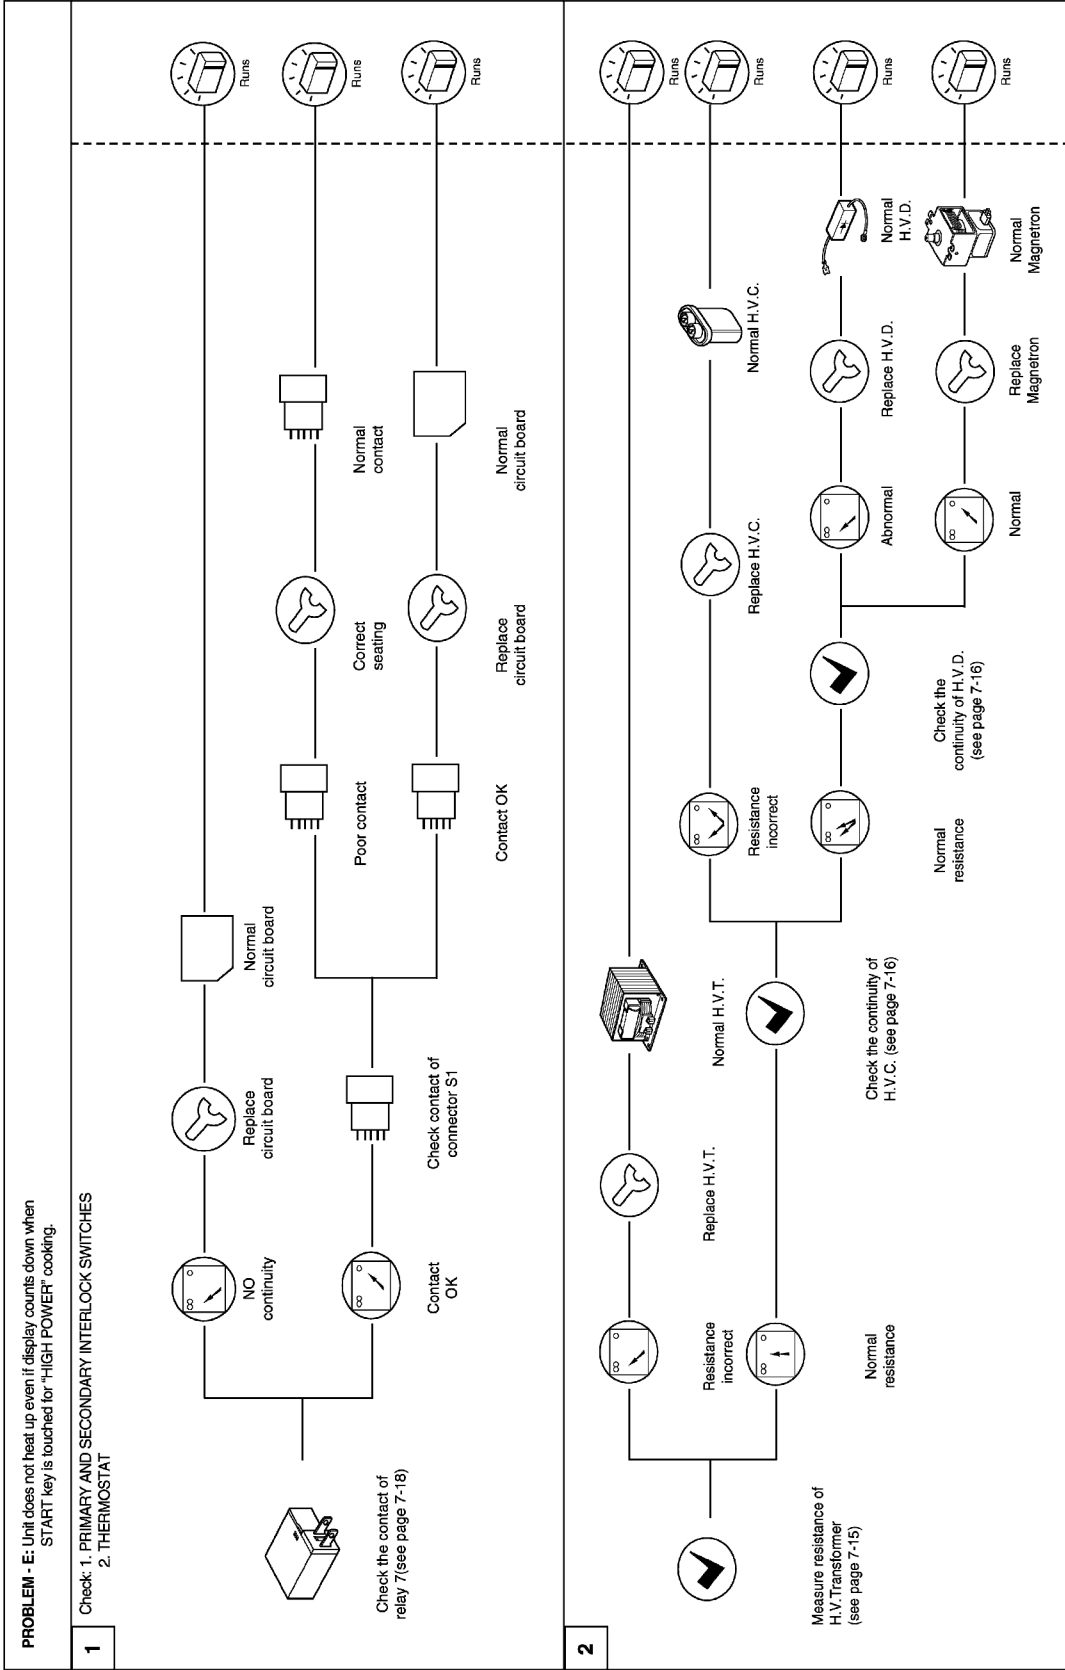 PROBLEM - E: Unit does not heat up even if display counts down when
START key is touched for "HIGH POWER" cooking.
1
Check: 1. PRIMARY AND SECONDARY INTERLOCK SWITCHES
2. THERMOSTAT
Check the contact of
relay 7(see page 7-18)
NO
continuity
Replace
circuit board
Normal
circuit board
Runs
Contact
OK
Check contact of
connector S1
Poor contact
Correct
seating
Normal
contact
Runs
Contact OK
Replace
circuit board
Normal
circuit board
Runs
2
Measure resistance of
H.V.Transformer
(see page 7-15)
Resistance
incorrect
Replace H.V.T.
Normal H.V.T.
Runs
Normal
resistance
Check the continuity of
H.V.C. (see page 7-16)
Resistance
incorrect
Replace H.V.C.
Normal H.V.C.
Runs
Normal
resistance
Check the
continuity of H.V.D.
(see page 7-16)
Abnormal
Replace H.V.D.
Normal
H.V.D.
Runs
Normal
Replace
Magnetron
Normal
Magnetron
Runs